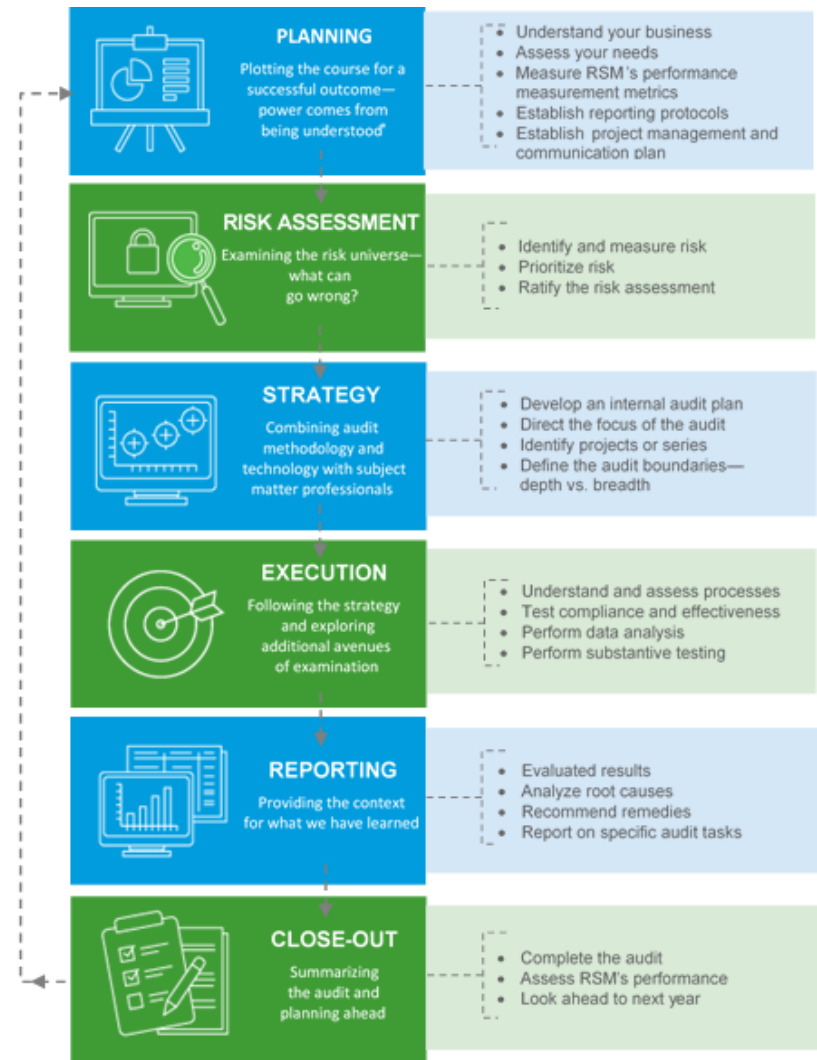 PLANNING
Plotting the course for a
successful outcome—
power comes from
being understood®
• Understand your business
• Assess your needs
• Measure RSM's performance
measurement metrics
• Establish reporting protocols
• Establish project management and
communication plan
RISK ASSESSMENT
Examining the risk universe—
what can
go wrong?
• Identify and measure risk
• Prioritize risk
• Ratify the risk assessment
STRATEGY
Combining audit
methodology and
technology with subject
matter professionals
• Develop an internal audit plan
• Direct the focus of the audit
• Identify projects or series
• Define the audit boundaries—
depth vs. breadth
EXECUTION
Following the strategy
and exploring
additional avenues
of examination
• Understand and assess processes
• Test compliance and effectiveness
• Perform data analysis
• Perform substantive testing
REPORTING
Providing the context
for what we have learned
• Evaluated results
• Analyze root causes
• Recommend remedies
• Report on specific audit tasks
CLOSE-OUT
Summarizing
the audit and
planning ahead
• Complete the audit
• Assess RSM's performance
• Look ahead to next year